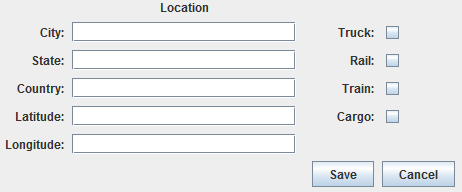 Location
City:
Truck:
State:
Rail:
Country:
Train:
Latitude:
Cargo:
Longitude:
Save
Cancel